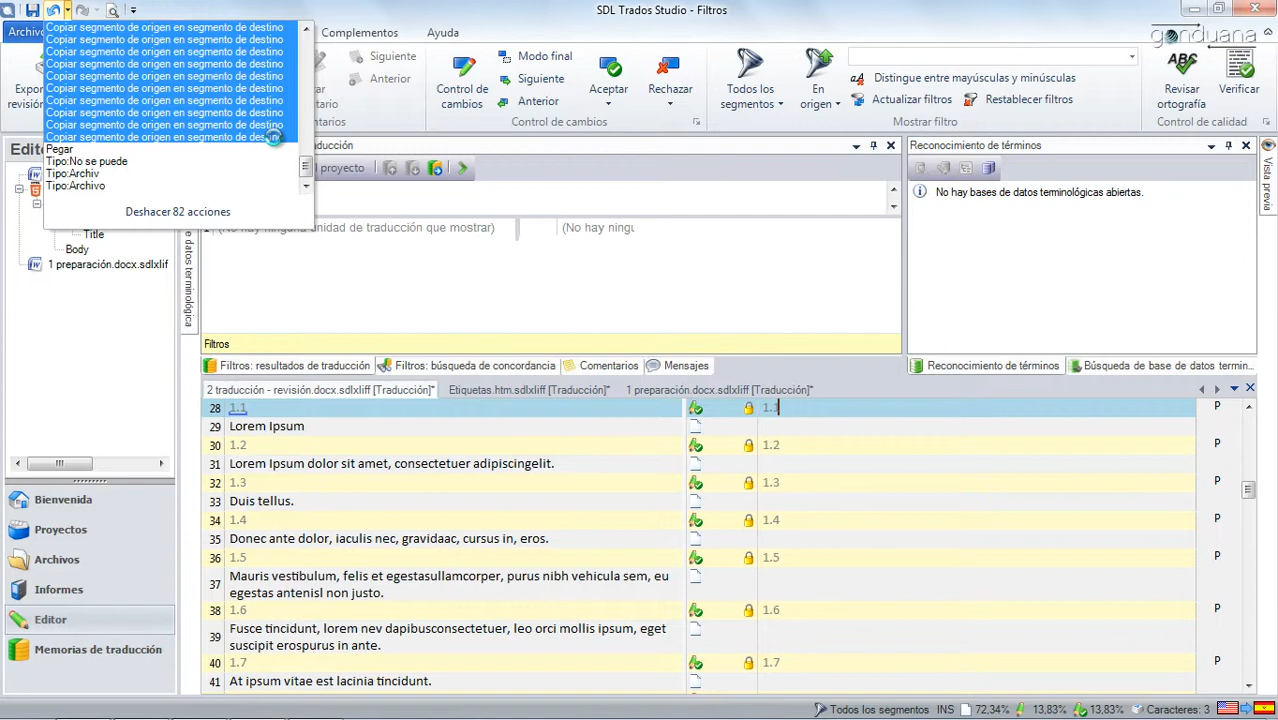 SDL Trados Studio - Filtros
Copiar segmento de origen en segmento de destino
Copiar segmento de origen en segmento de destino
Copiar segmento de origen en segmento de destino
Copiar segmento de origen en segmento de destino
Copiar segmento de origen en segmento de destino
Copiar segmento de origen en segmento de destino
Copiar segmento de origen en segmento de destino
Copiar segmento de origen en segmento de destino
Copiar segmento de origen en segmento de destino
Copiar segmento de origen en segmento de
Pegar
Tipo:No se puede
Tipo:Archiv
Tipo:Archivo
Deshacer 82 acciones
Complementos
Ayuda
gonduana
Siguiente
Anterior
Control de
cambios
Modo final
Siguiente
Anterior
Aceptar
Rechazar
Control de cambios
Todos los
segmentos
En
origen
Distingue entre mayúsculas y minúsculas
Actualizar filtros
Restablecer filtros
Mostrar filtro
ABC
Revisar
ortografía
Verificar
Control de calidad
Title
Body
1 preparación.docx.sdlxlif
e datos terminológica
(No hay ninguna unidad de traducción que mostrar)
(No hay ningu
Filtros
Reconocimiento de términos
No hay bases de datos terminológicas abiertas.
Vista previa
Filtros: resultados de traducción
Filtros: búsqueda de concordancia
Comentarios
Mensajes
Reconocimiento de términos
Búsqueda de base de datos termin...
2 traducción - revisión.docx.sdlxliff [Traducción]*
Etiquetas.htm.sdlxliff [Traducción]*
1 preparación.docx.sdlxliff [Traducción]*
28 1.1 1.1 P
29 Lorem Ipsum
30 1.2 1.2 P
31 Lorem Ipsum dolor sit amet, consectetuer adipiscingelit.
32 1.3 1.3 P
33 Duis tellus.
34 1.4 1.4 P
35 Donec ante dolor, iaculis nec, gravidaac, cursus in, eros.
36 1.5 1.5 P
37 Mauris vestibulum, felis et egestasullamcorper, purus nibh vehicula sem, eu
egestas antenisl non justo.
38 1.6 1.6 P
39 Fusce tincidunt, lorem nev dapibusconsectetuer, leo orci mollis ipsum, eget
suscipit erospurus in ante.
40 1.7 1.7 P
41 At ipsum vitae est lacinia tincidunt.
Bienvenida
Proyectos
Archivos
Informes
Editor
Memorias de traducción
Todos los segmentos INS 72,34% 13,83% 13,83% Caracteres: 3